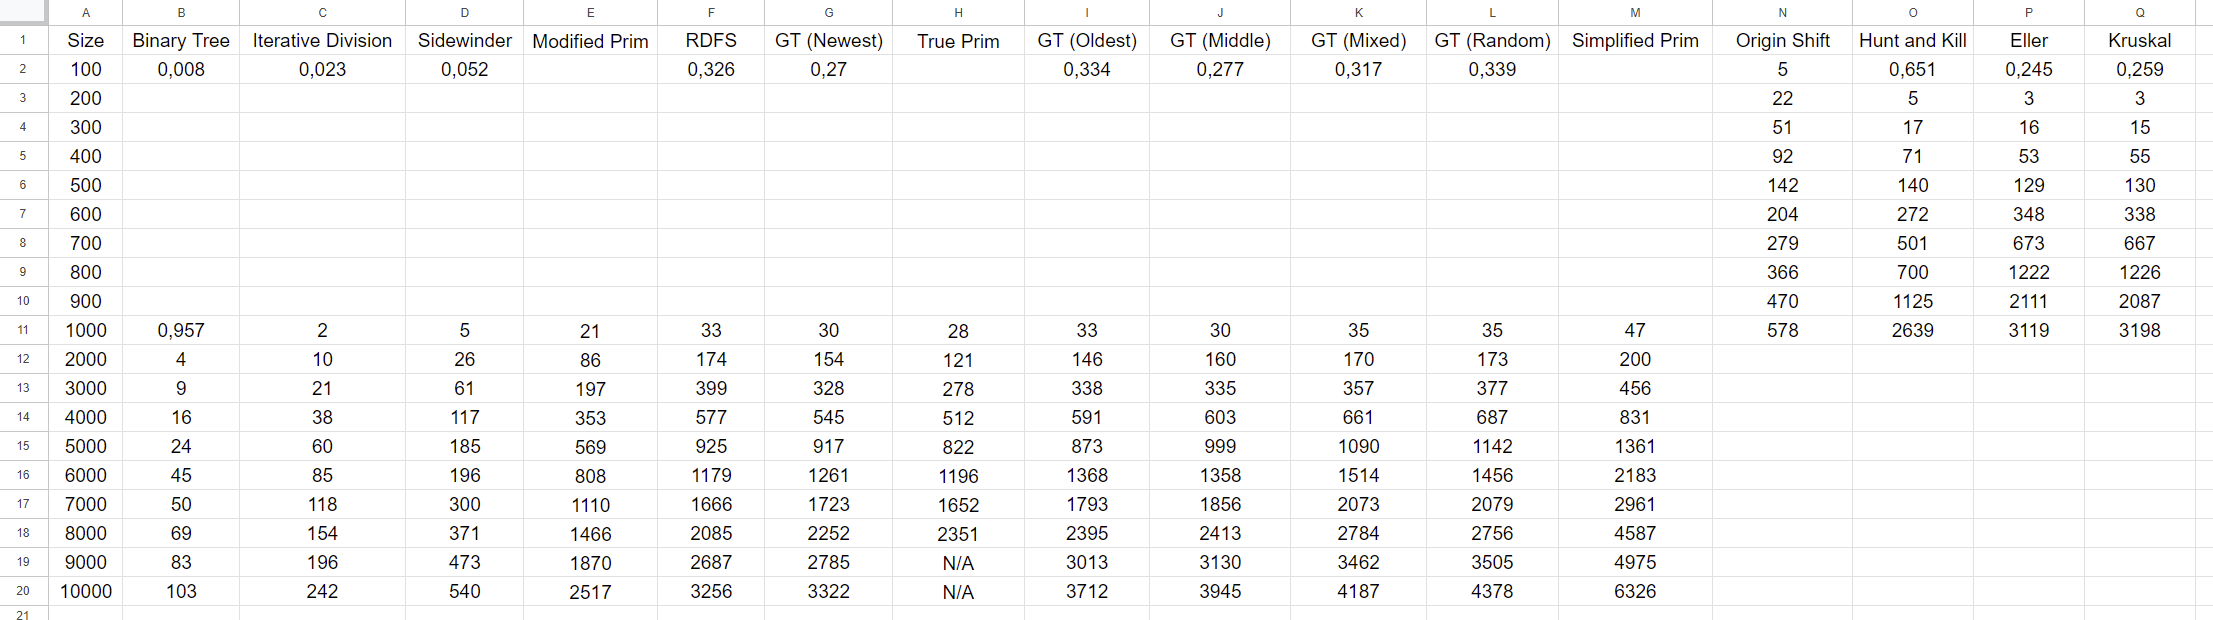 A B C D E F G H I J K L M N O P Q
1 Size Binary Tree Iterative Division Sidewinder Modified Prim RDFS GT (Newest) True Prim GT (Oldest) GT (Middle) GT (Mixed) GT (Random) Simplified Prim Origin Shift Hunt and Kill Eller Kruskal
2 100 0,008 0,023 0,052 0,326 0,27 0,334 0,277 0,317 0,339 5 0,651 0,245 0,259
3 200 22 5 3 3
4 300 51 17 16 15
5 400 92 71 53 55
6 500 142 140 129 130
7 600 204 272 348 338
8 700 279 501 673 667
9 800 366 700 1222 1226
10 900 470 1125 2111 2087
11 1000 0,957 2 5 21 33 30 28 33 30 35 35 47 578 2639 3119 3198
12 2000 4 10 26 86 174 154 121 146 160 170 173 200
13 3000 9 21 61 197 399 328 278 338 335 357 377 456
14 4000 16 38 117 353 577 545 512 591 603 661 687 831
15 5000 24 60 185 569 925 917 822 873 999 1090 1142 1361
16 6000 45 85 196 808 1179 1261 1196 1368 1358 1514 1456 2183
17 7000 50 118 300 1110 1666 1723 1652 1793 1856 2073 2079 2961
18 8000 69 154 371 1466 2085 2252 2351 2395 2413 2784 2756 4587
19 9000 83 196 473 1870 2687 2785 N/A 3013 3130 3462 3505 4975
20 10000 103 242 540 2517 3256 3322 N/A 3712 3945 4187 4378 6326
21